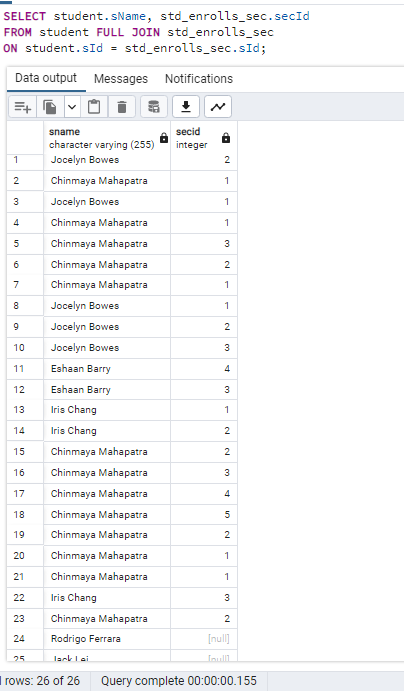 SELECT student.sName, std_enrolls_sec.secId
FROM student FULL JOIN std_enrolls_sec
ON student.sId = std_enrolls_sec.sId;
Data output Messages Notifications
sname secid
character varying (255) integer
1 Jocelyn Bowes 2
2 Chinmaya Mahapatra 1
3 Jocelyn Bowes 1
4 Chinmaya Mahapatra 1
5 Chinmaya Mahapatra 3
6 Chinmaya Mahapatra 2
7 Chinmaya Mahapatra 1
8 Jocelyn Bowes 1
9 Jocelyn Bowes 2
10 Jocelyn Bowes 3
11 Eshaan Barry 4
12 Eshaan Barry 3
13 Iris Chang 1
14 Iris Chang 2
15 Chinmaya Mahapatra 2
16 Chinmaya Mahapatra 3
17 Chinmaya Mahapatra 4
18 Chinmaya Mahapatra 5
19 Chinmaya Mahapatra 2
20 Chinmaya Mahapatra 1
21 Chinmaya Mahapatra 1
22 Iris Chang 3
23 Chinmaya Mahapatra 2
24 Rodrigo Ferrara [null]
25 Jack Lei [null]
rows: 26 of 26 Query complete 00:00:00.155